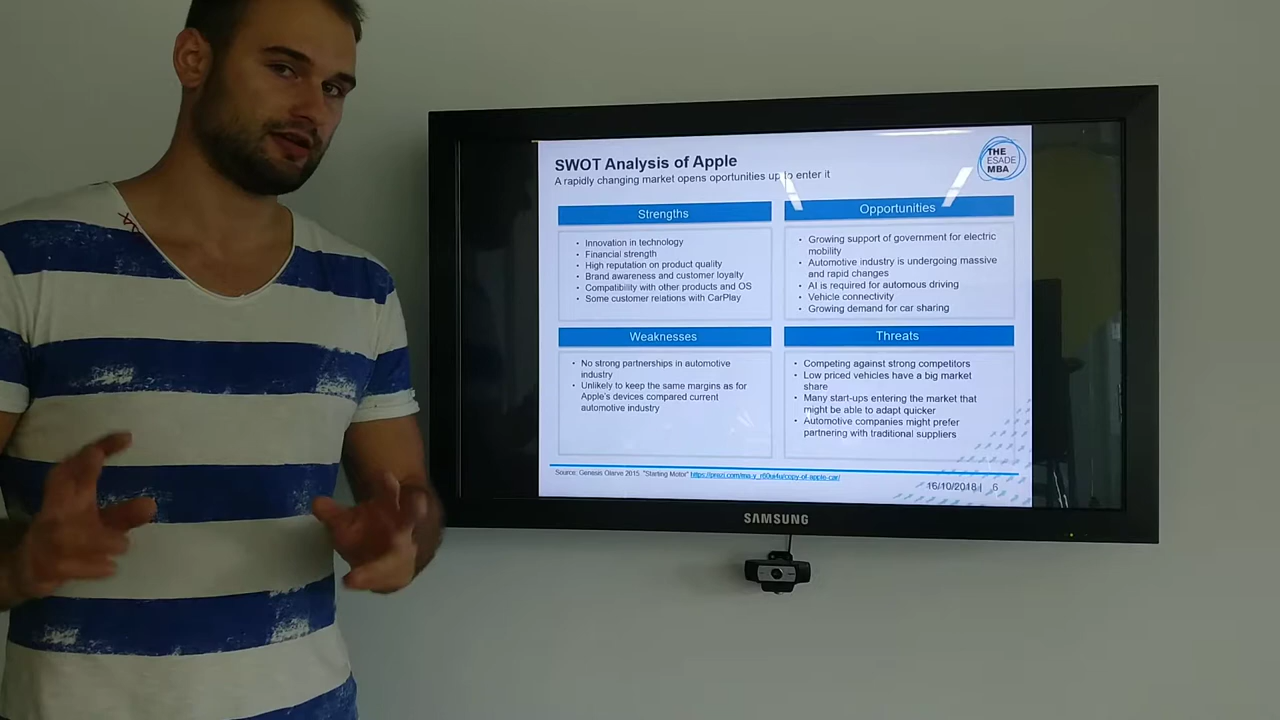 SWOT Analysis of Apple
A rapidly changing market opens oportunities up to enter it
THE
ESADE
MBA
Strengths
• Innovation in technology
• Financial strength
• High reputation on product quality
• Brand awareness and customer loyalty
• Compatibility with other products and OS
• Some customer relations with CarPlay
Opportunities
• Growing support of government for electric
mobility
• Automotive industry is undergoing massive
and rapid changes
• AI is required for automous driving
• Vehicle connectivity
• Growing demand for car sharing
Weaknesses
• No strong partnerships in automotive
industry
• Unlikely to keep the same margins as for
Apple's devices compared current
automotive industry
Threats
• Competing against strong competitors
• Low priced vehicles have a big market
share
• Many start-ups entering the market that
might be able to adapt quicker
• Automotive companies might prefer
partnering with traditional suppliers
Source: Genesis Olarve 2015. "Starting Motor"
16/10/2018 | 6
SAMSUNG